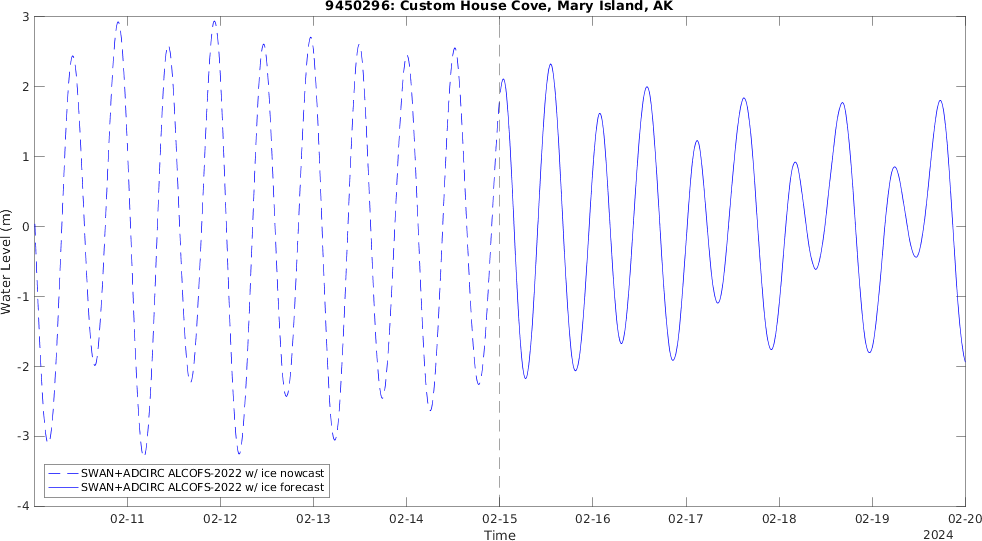 9450296: Custom House Cove, Mary Island, AK
3
2
1
0
-1
-2
-3
-4
Water Level (m)
SWAN+ADCIRC ALCOFS-2022 w/ ice nowcast
SWAN+ADCIRC ALCOFS-2022 w/ ice forecast
02-11 02-12 02-13 02-14 02-15 02-16 02-17 02-18 02-19 02-20
Time
2024